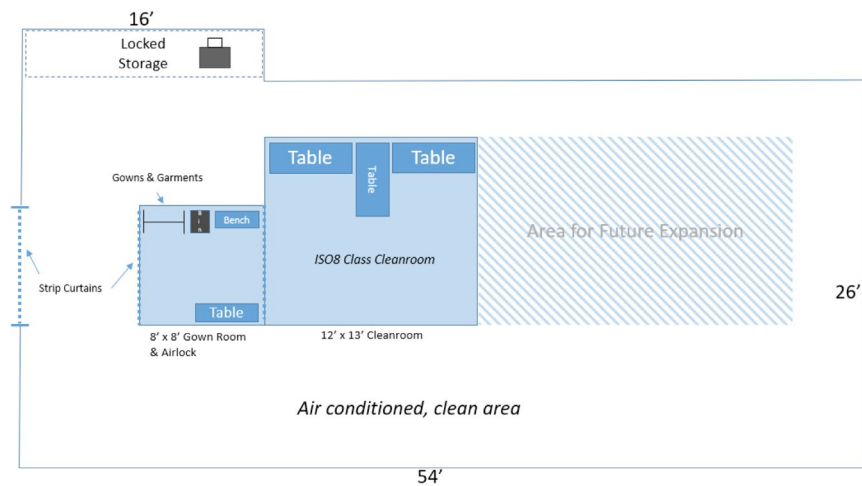 16’
Locked
Storage
Table
Table
Table
Gowns & Garments
Bin
Bench
Area for Future Expansion
ISO8 Class Cleanroom
Strip Curtains
26’
Table
8’ x 8’ Gown Room
& Airlock
12’ x 13’ Cleanroom
Air conditioned, clean area
54’